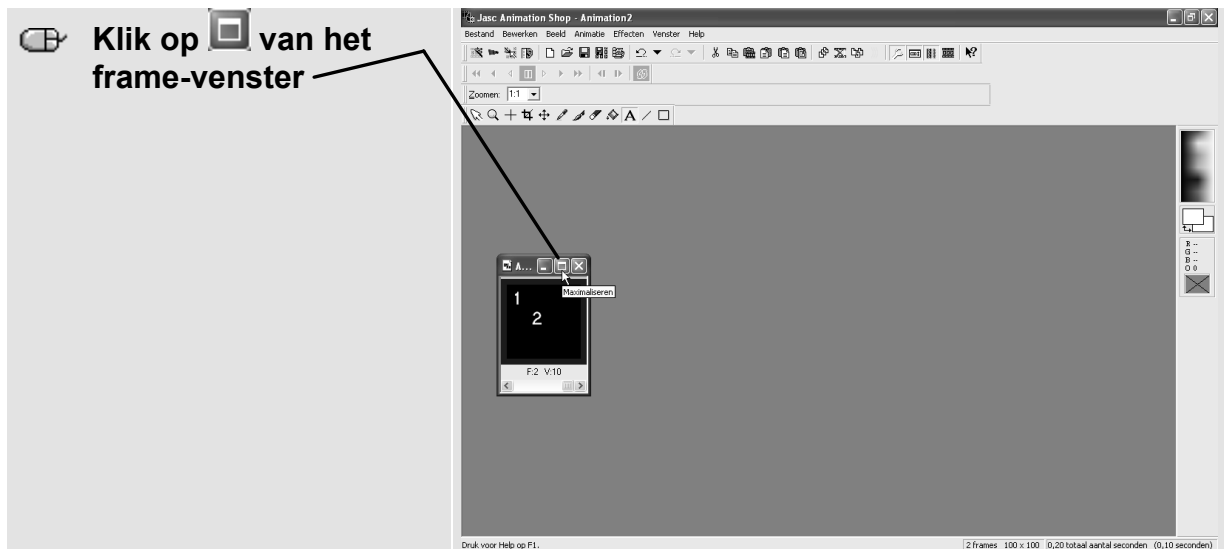 Klik op van het
frame-venster
Jasc Animation Shop - Animation2
Bestand Bewerken Beeld Animatie Effecten Venster Help
Zoomen: 1:1
A
A...
Maximaliseren
1
2
F:2 V:10
R --
G --
B --
O 0
Druk voor Help op F1.
2 frames 100 x 100 0,20 totaal aantal seconden (0,10 seconden)